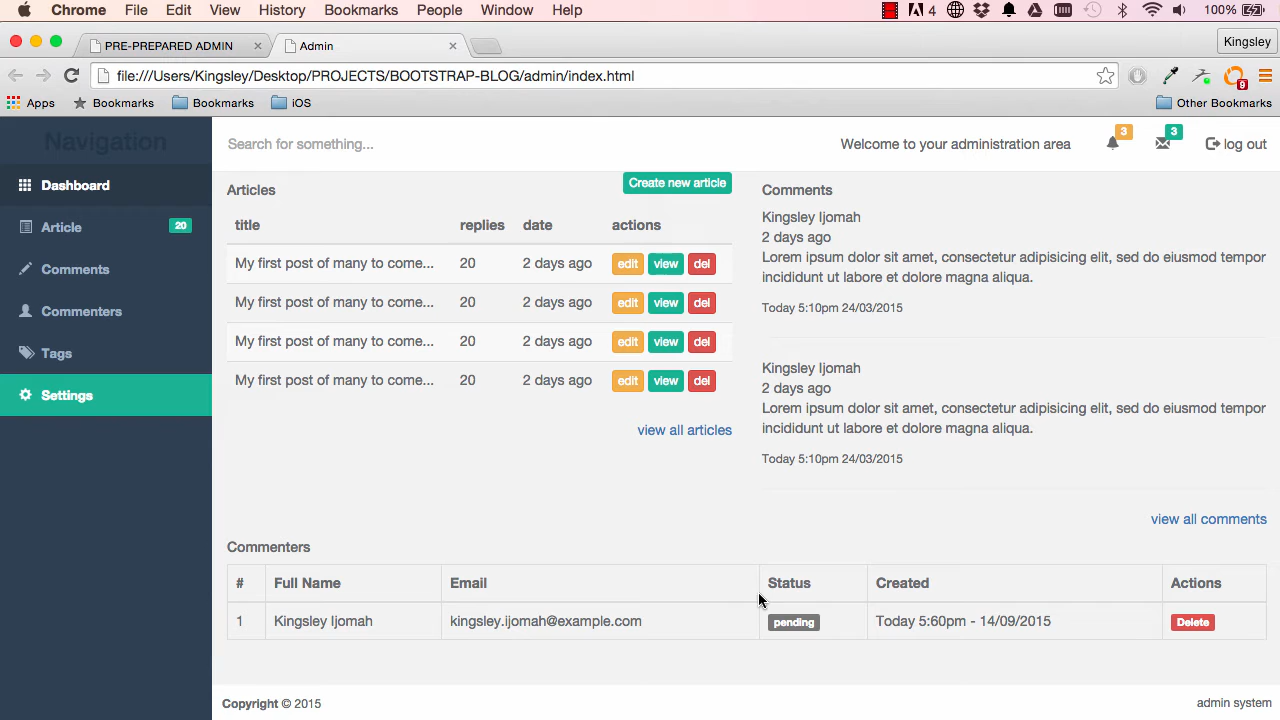 Chrome File Edit View History Bookmarks People Window Help 4 100%
PRE-PREPARED ADMIN Admin Kingsley
file:///Users/Kingsley/Desktop/PROJECTS/BOOTSTRAP-BLOG/admin/index.html 9
Apps Bookmarks Bookmarks iOS Other Bookmarks
Navigation
Dashboard
Article 20
Comments
Commenters
Tags
Settings
Search for something... Welcome to your administration area 3 3 log out
Articles Create new article
title replies date actions
My first post of many to come... 20 2 days ago edit view del
My first post of many to come... 20 2 days ago edit view del
My first post of many to come... 20 2 days ago edit view del
My first post of many to come... 20 2 days ago edit view del
view all articles
Comments
Kingsley Ijomah
2 days ago
Lorem ipsum dolor sit amet, consectetur adipisicing elit, sed do eiusmod tempor
incididunt ut labore et dolore magna aliqua.
Today 5:10pm 24/03/2015
Kingsley Ijomah
2 days ago
Lorem ipsum dolor sit amet, consectetur adipisicing elit, sed do eiusmod tempor
incididunt ut labore et dolore magna aliqua.
Today 5:10pm 24/03/2015
view all comments
Commenters
# Full Name Email Status Created Actions
1 Kingsley Ijomah kingsley.ijomah@example.com pending Today 5:60pm - 14/09/2015 Delete
Copyright © 2015 admin system